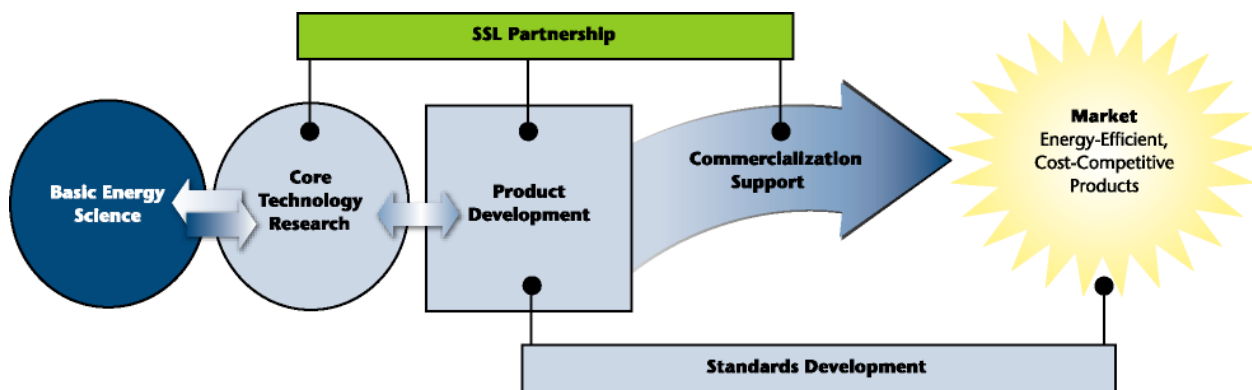 SSL Partnership
Basic Energy
Science
Core
Technology
Research
Product
Development
Commercialization
Support
Market
Energy-Efficient,
Cost-Competitive
Products
Standards Development